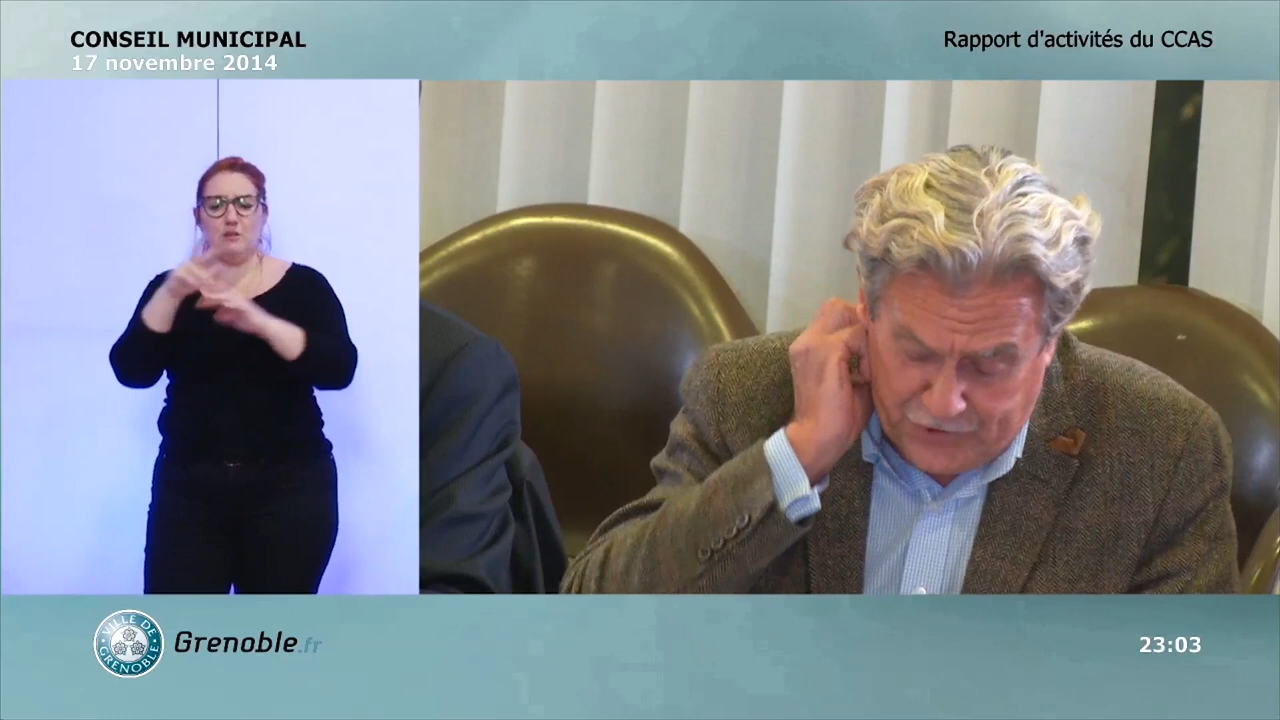 CONSEIL MUNICIPAL
17 novembre 2014
Rapport d'activités du CCAS
VILLE DE GRENOBLE
Grenoble.fr
23:03